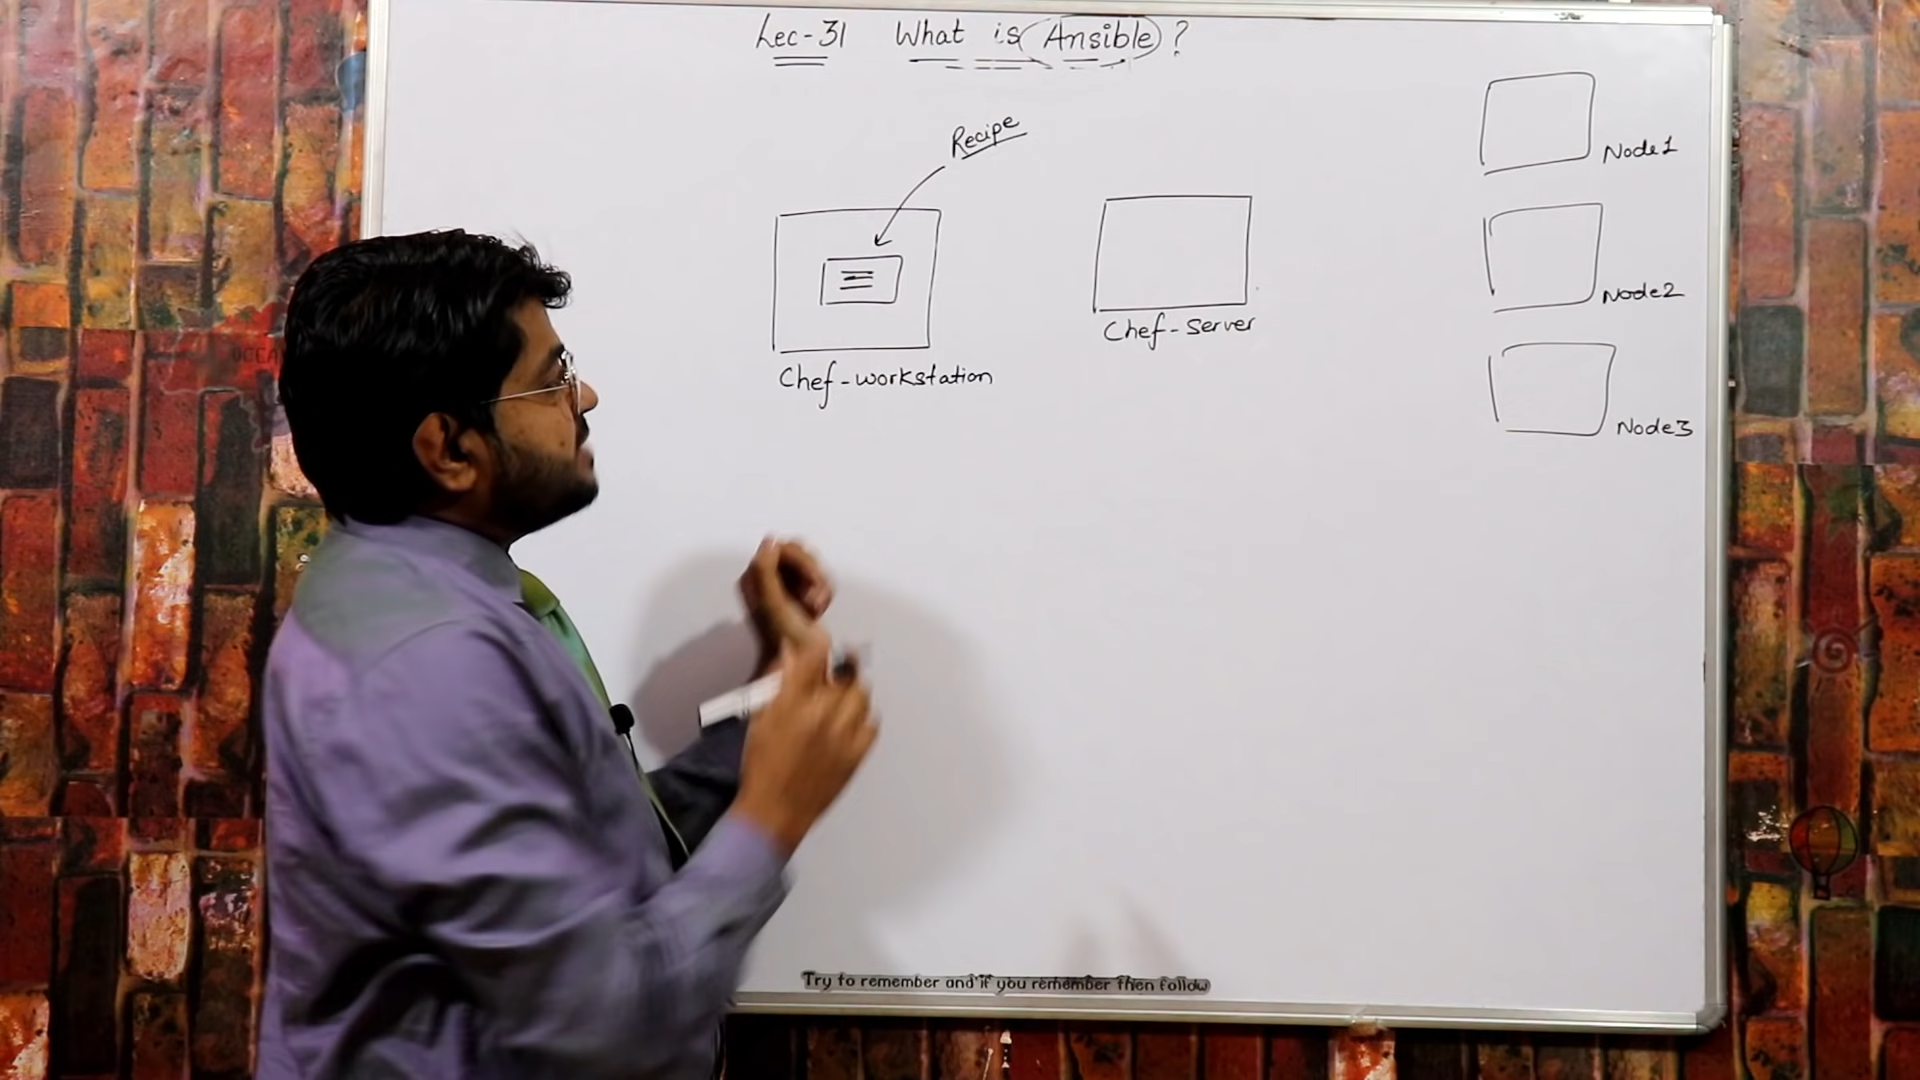 Lec-31 What is Ansible ?
Recipe
Node1
Node2
Chef-Server
Chef-workstation
Node3
OCEA
Try to remember and if you remember then follow